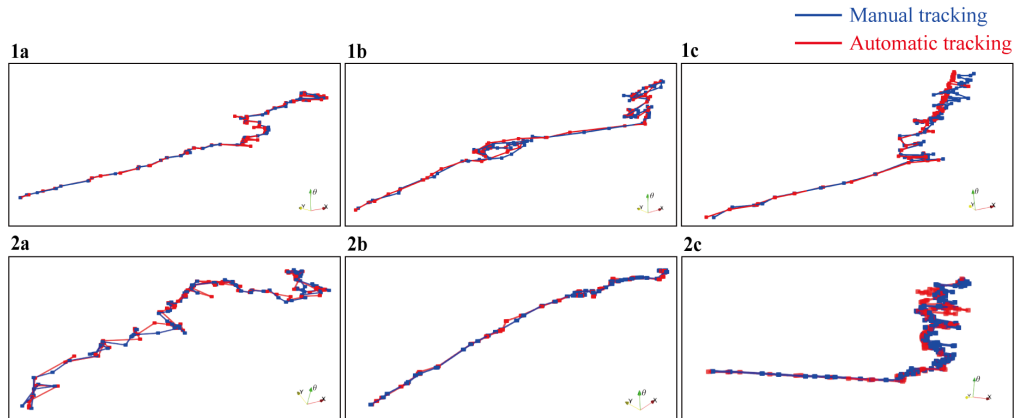 Manual tracking
Automatic tracking
1a
1b
1c
θ
Y
X
θ
Y
X
θ
Y
X
2a
2b
2c
θ
Y
X
θ
Y
X
θ
Y
X